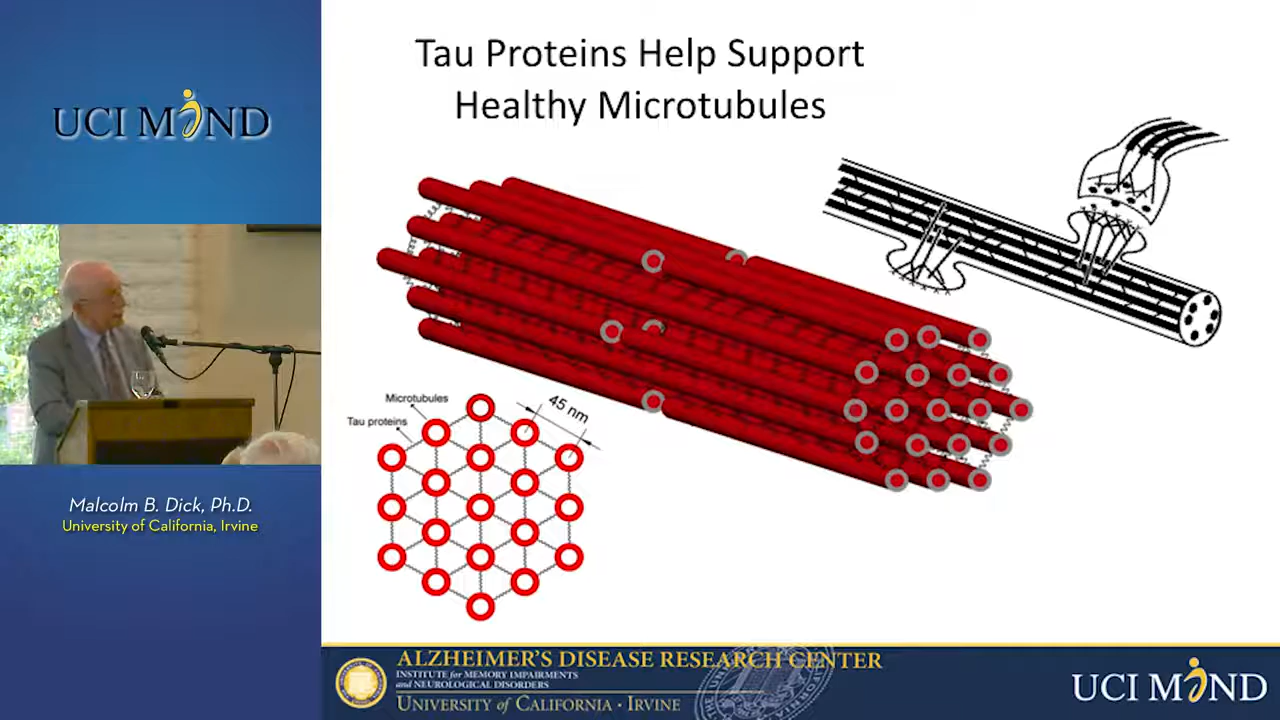 UCI MIND
Tau Proteins Help Support
Healthy Microtubules
Microtubules
Tau proteins
45 nm
Malcolm B. Dick, Ph.D.
University of California, Irvine
ALZHEIMER'S DISEASE RESEARCH CENTER
INSTITUTE for MEMORY IMPAIRMENTS
and NEUROLOGICAL DISORDERS
UNIVERSITY of CALIFORNIA · IRVINE
UCI MIND